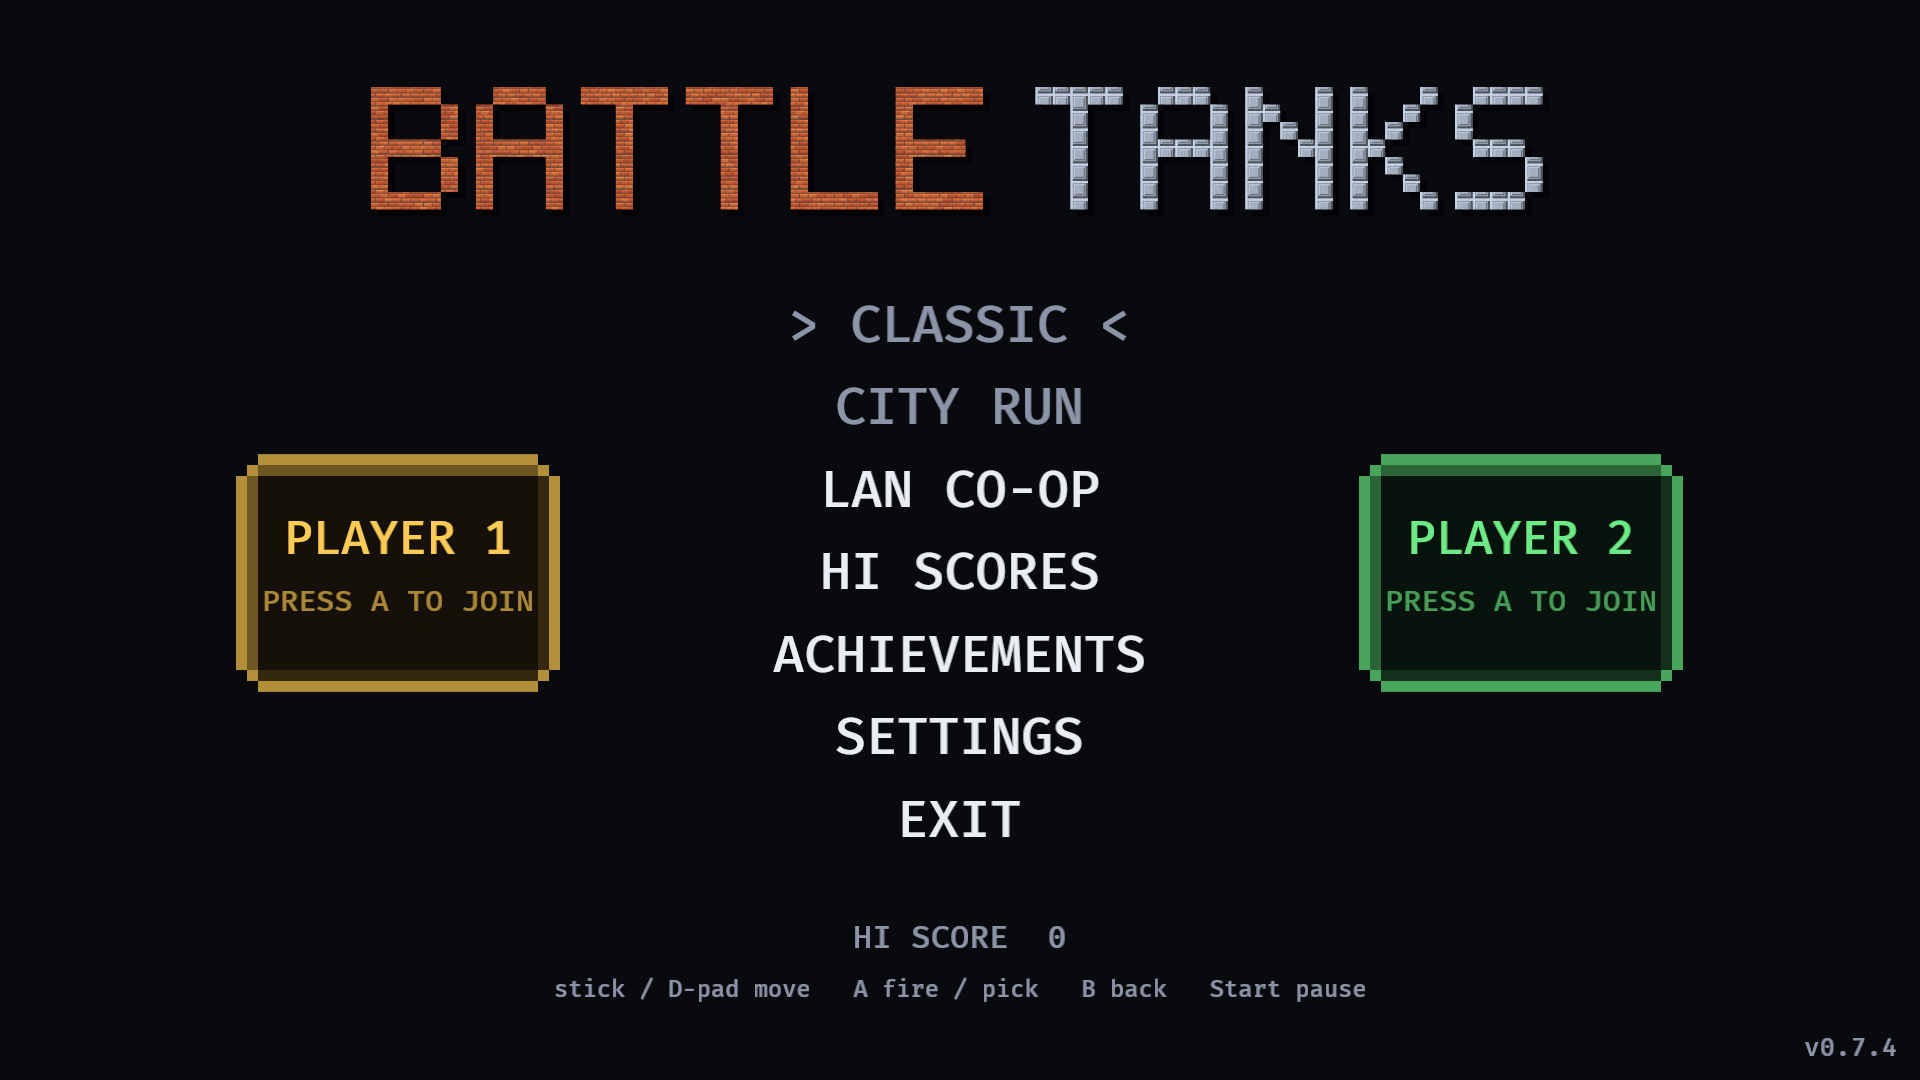 BATTLE TANKS
> CLASSIC <
CITY RUN
LAN CO-OP
HI SCORES
ACHIEVEMENTS
SETTINGS
EXIT
PLAYER 1
PRESS A TO JOIN
PLAYER 2
PRESS A TO JOIN
HI SCORE 0
stick / D-pad move A fire / pick B back Start pause
v0.7.4